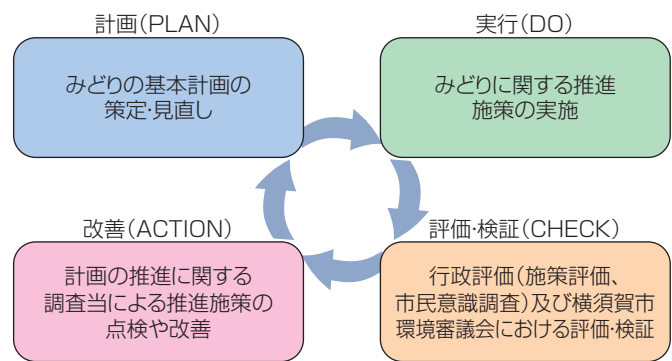 計画(PLAN)
みどりの基本計画の
策定・見直し
実行(DO)
みどりに関する推進
施策の実施
改善(ACTION)
計画の推進に関する
調査当による推進施策の
点検や改善
評価・検証(CHECK)
行政評価(施策評価、
市民意識調査)及び横須賀市
環境審議会における評価・検証